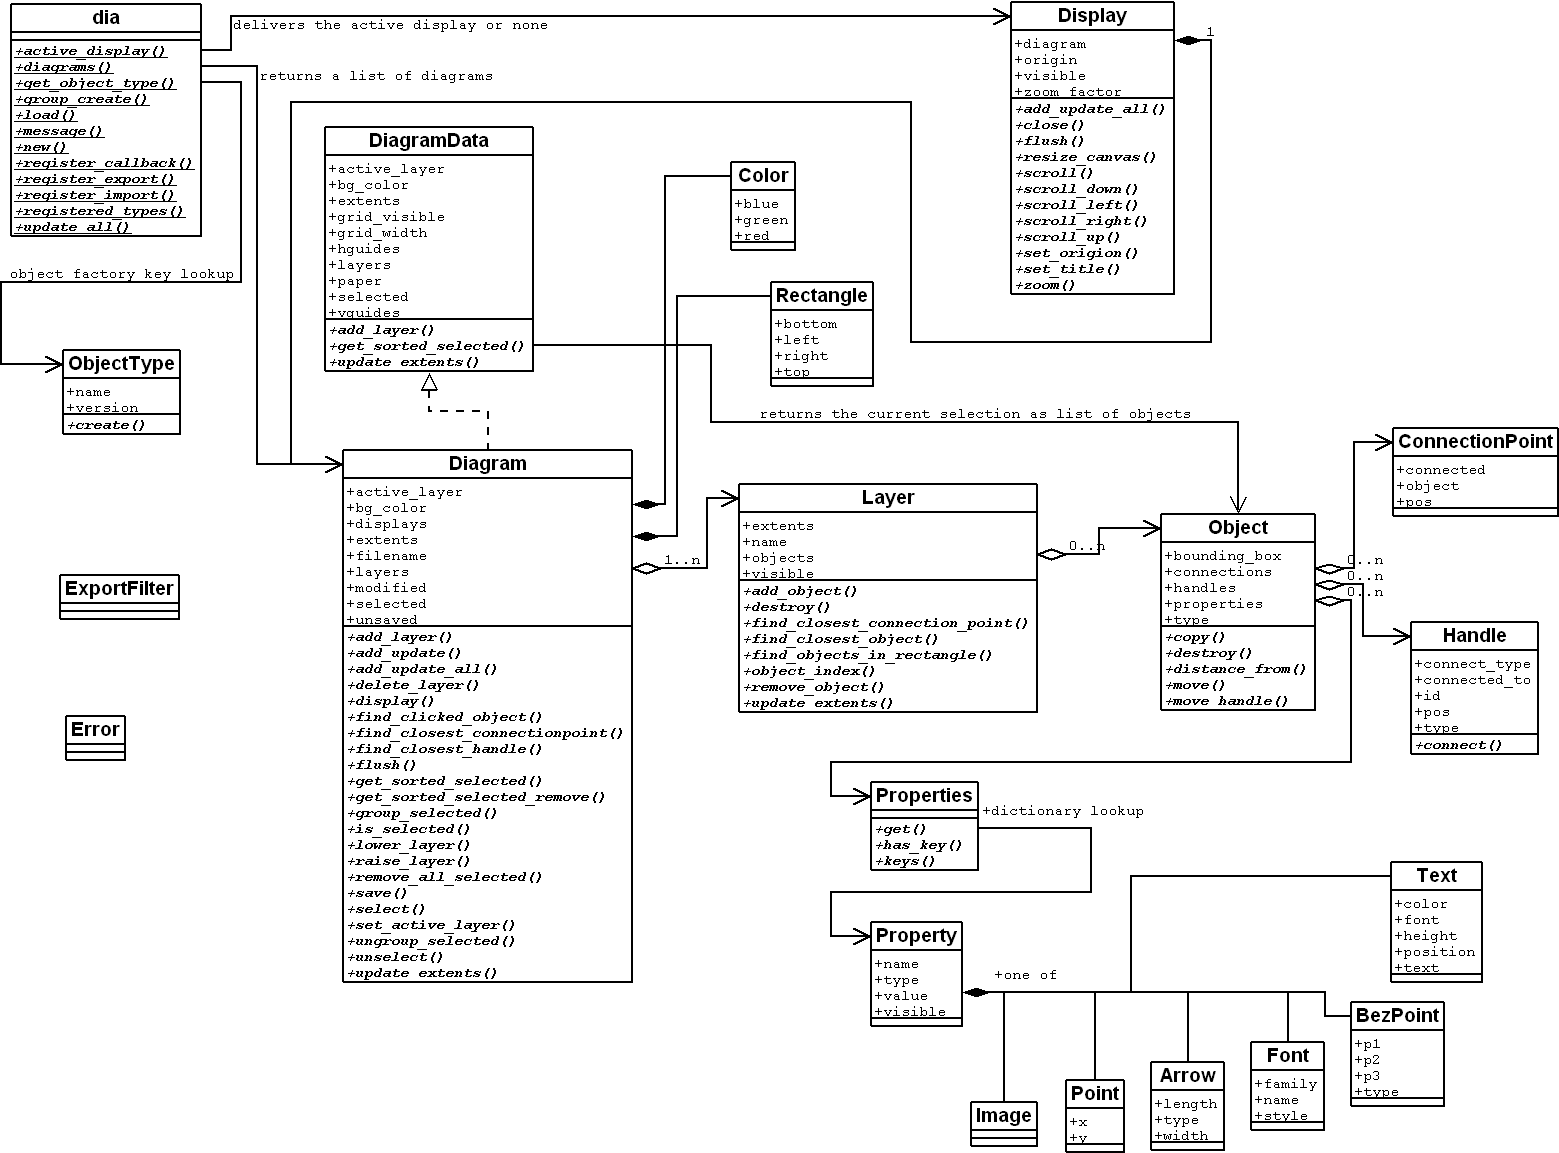 dia
+active_display()
+diagrams()
+get_object_type()
+group_create()
+load()
+message()
+new()
+register_callback()
+register_export()
+register_import()
+registered_types()
+update_all()
delivers the active display or none
returns a list of diagrams
object factory key lookup
Display
+diagram
+origin
+visible
+zoom_factor
+add_update_all()
+close()
+flush()
+resize_canvas()
+scroll()
+scroll_down()
+scroll_left()
+scroll_right()
+scroll_up()
+set_origion()
+set_title()
+zoom()
1
DiagramData
+active_layer
+bg_color
+extents
+grid_visible
+grid_width
+hguides
+layers
+paper
+selected
+vguides
+add_layer()
+get_sorted_selected()
+update_extents()
Color
+blue
+green
+red
Rectangle
+bottom
+left
+right
+top
ObjectType
+name
+version
+create()
returns the current selection as list of objects
Diagram
+active_layer
+bg_color
+displays
+extents
+filename
+layers
+modified
+selected
+unsaved
+add_layer()
+add_update()
+add_update_all()
+delete_layer()
+display()
+find_clicked_object()
+find_closest_connectionpoint()
+find_closest_handle()
+flush()
+get_sorted_selected()
+get_sorted_selected_remove()
+group_selected()
+is_selected()
+lower_layer()
+raise_layer()
+remove_all_selected()
+save()
+select()
+set_active_layer()
+ungroup_selected()
+unselect()
+update_extents()
1..n
Layer
+extents
+name
+objects
+visible
+add_object()
+destroy()
+find_closest_connection_point()
+find_closest_object()
+find_objects_in_rectangle()
+object_index()
+remove_object()
+update_extents()
0..n
Object
+bounding_box
+connections
+handles
+properties
+type
+copy()
+destroy()
+distance_from()
+move()
+move_handle()
0..n
0..n
0..n
ConnectionPoint
+connected
+object
+pos
Handle
+connect_type
+connected_to
+id
+pos
+type
+connect()
ExportFilter
Error
Properties
+get()
+has_key()
+keys()
+dictionary lookup
Property
+name
+type
+value
+visible
+one of
Text
+color
+font
+height
+position
+text
BezPoint
+p1
+p2
+p3
+type
Font
+family
+name
+style
Arrow
+length
+type
+width
Point
+x
+y
Image